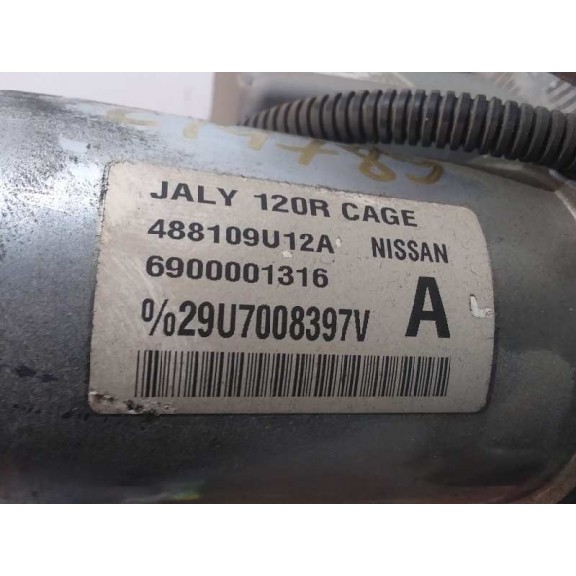 JALY 120R CAGE
488109U12A NISSAN
6900001316
%29U7008397V A